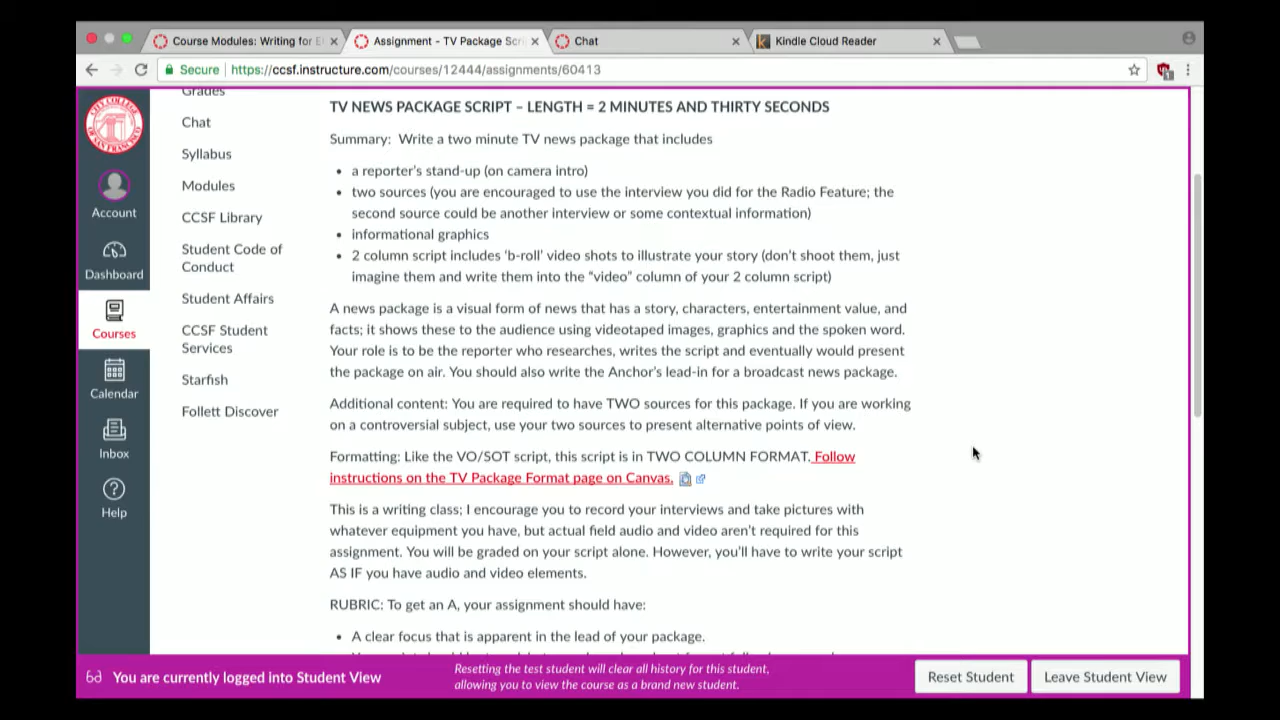 Course Modules: Writing for El
Assignment - TV Package Scri
Chat
Kindle Cloud Reader
Secure
https://ccsf.instructure.com/courses/12444/assignments/60413
CITY COLLEGE
OF SAN FRANCISCO
Account
Dashboard
Courses
Calendar
Inbox
Help
Grades
Chat
Syllabus
Modules
CCSF Library
Student Code of
Conduct
Student Affairs
CCSF Student
Services
Starfish
Follett Discover
TV NEWS PACKAGE SCRIPT – LENGTH = 2 MINUTES AND THIRTY SECONDS
Summary: Write a two minute TV news package that includes
• a reporter's stand-up (on camera intro)
• two sources (you are encouraged to use the interview you did for the Radio Feature; the
second source could be another interview or some contextual information)
• informational graphics
• 2 column script includes 'b-roll' video shots to illustrate your story (don't shoot them, just
imagine them and write them into the "video" column of your 2 column script)
A news package is a visual form of news that has a story, characters, entertainment value, and
facts; it shows these to the audience using videotaped images, graphics and the spoken word.
Your role is to be the reporter who researches, writes the script and eventually would present
the package on air. You should also write the Anchor's lead-in for a broadcast news package.
Additional content: You are required to have TWO sources for this package. If you are working
on a controversial subject, use your two sources to present alternative points of view.
Formatting: Like the VO/SOT script, this script is in TWO COLUMN FORMAT. Follow
instructions on the TV Package Format page on Canvas.
This is a writing class; I encourage you to record your interviews and take pictures with
whatever equipment you have, but actual field audio and video aren't required for this
assignment. You will be graded on your script alone. However, you'll have to write your script
AS IF you have audio and video elements.
RUBRIC: To get an A, your assignment should have:
• A clear focus that is apparent in the lead of your package.
You are currently logged into Student View
Resetting the test student will clear all history for this student,
allowing you to view the course as a brand new student.
Reset Student
Leave Student View